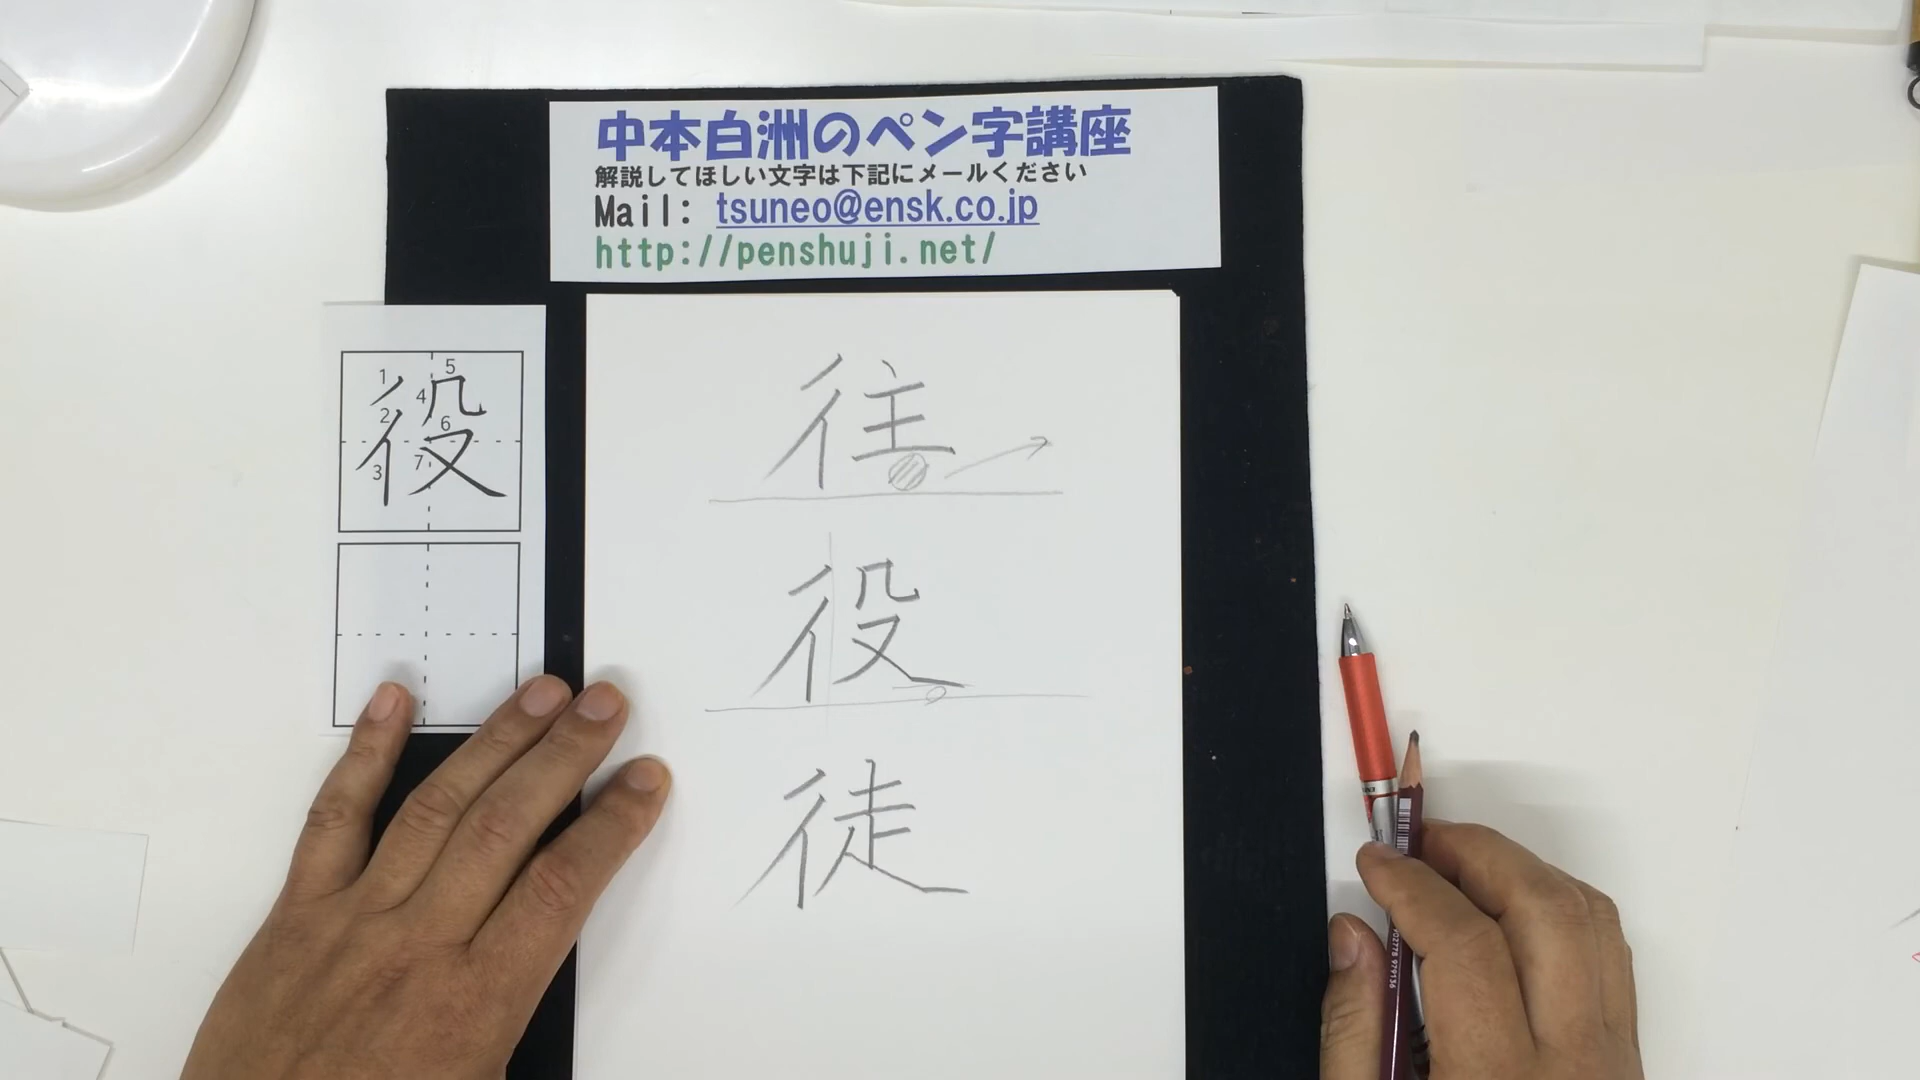 中本白洲のペン字講座
解説してほしい文字は下記にメールください
Mail: tsuneo@ensk.co.jp
http://penshuji.net/
役
1
2
3
4
5
6
7
往
役
徒